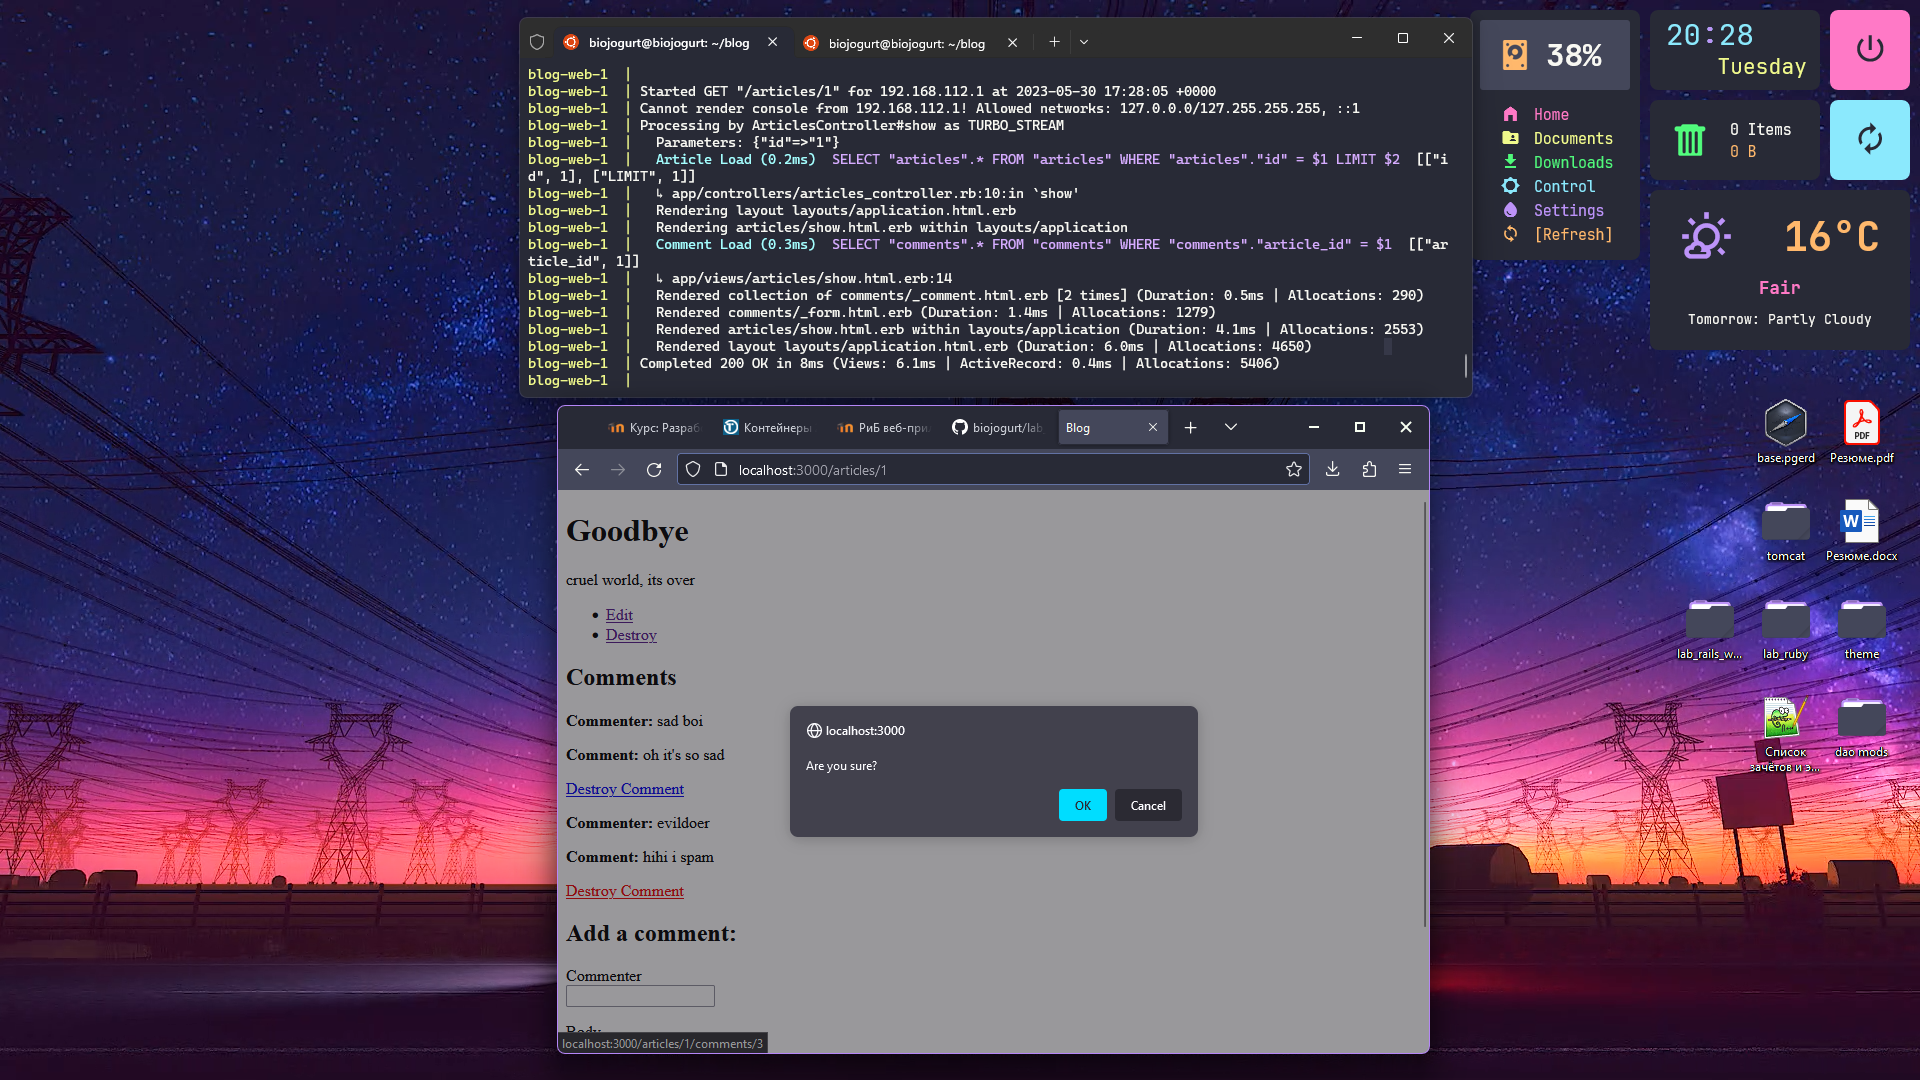 biojogurt@biojogurt: ~/blog
biojogurt@biojogurt: ~/blog
blog-web-1  |
blog-web-1  | Started GET "/articles/1" for 192.168.112.1 at 2023-05-30 17:28:05 +0000
blog-web-1  | Cannot render console from 192.168.112.1! Allowed networks: 127.0.0.0/127.255.255.255, ::1
blog-web-1  | Processing by ArticlesController#show as TURBO_STREAM
blog-web-1  |   Parameters: {"id"=>"1"}
blog-web-1  |   Article Load (0.2ms)  SELECT "articles".* FROM "articles" WHERE "articles"."id" = $1 LIMIT $2  [["i
d", 1], ["LIMIT", 1]]
blog-web-1  |   ↳ app/controllers/articles_controller.rb:10:in `show'
blog-web-1  |   Rendering layout layouts/application.html.erb
blog-web-1  |   Rendering articles/show.html.erb within layouts/application
blog-web-1  |   Comment Load (0.3ms)  SELECT "comments".* FROM "comments" WHERE "comments"."article_id" = $1  [["ar
ticle_id", 1]]
blog-web-1  |   ↳ app/views/articles/show.html.erb:14
blog-web-1  |   Rendered collection of comments/_comment.html.erb [2 times] (Duration: 0.5ms | Allocations: 290)
blog-web-1  |   Rendered comments/_form.html.erb (Duration: 1.4ms | Allocations: 1279)
blog-web-1  |   Rendered articles/show.html.erb within layouts/application (Duration: 4.1ms | Allocations: 2553)
blog-web-1  |   Rendered layout layouts/application.html.erb (Duration: 6.0ms | Allocations: 4650)
blog-web-1  | Completed 200 OK in 8ms (Views: 6.1ms | ActiveRecord: 0.4ms | Allocations: 5406)
blog-web-1  |
38%
Home
Documents
Downloads
Control
Settings
[Refresh]
20:28
Tuesday
0 Items
0 B
16°C
Fair
Tomorrow: Partly Cloudy
Курс: Разраб
Контейнеры
РиБ веб-при
biojogurt/lab
Blog
localhost:3000/articles/1
Goodbye
cruel world, its over
Edit
Destroy
Comments
Commenter: sad boi
Comment: oh it's so sad
Destroy Comment
Commenter: evildoer
Comment: hihi i spam
Destroy Comment
Add a comment:
Commenter
Body
localhost:3000/articles/1/comments/3
localhost:3000
Are you sure?
OK
Cancel
base.pgerd
PDF
Резюме.pdf
tomcat
W
Резюме.docx
lab_rails_w...
lab_ruby
theme
Список
зачётов и э...
dao mods